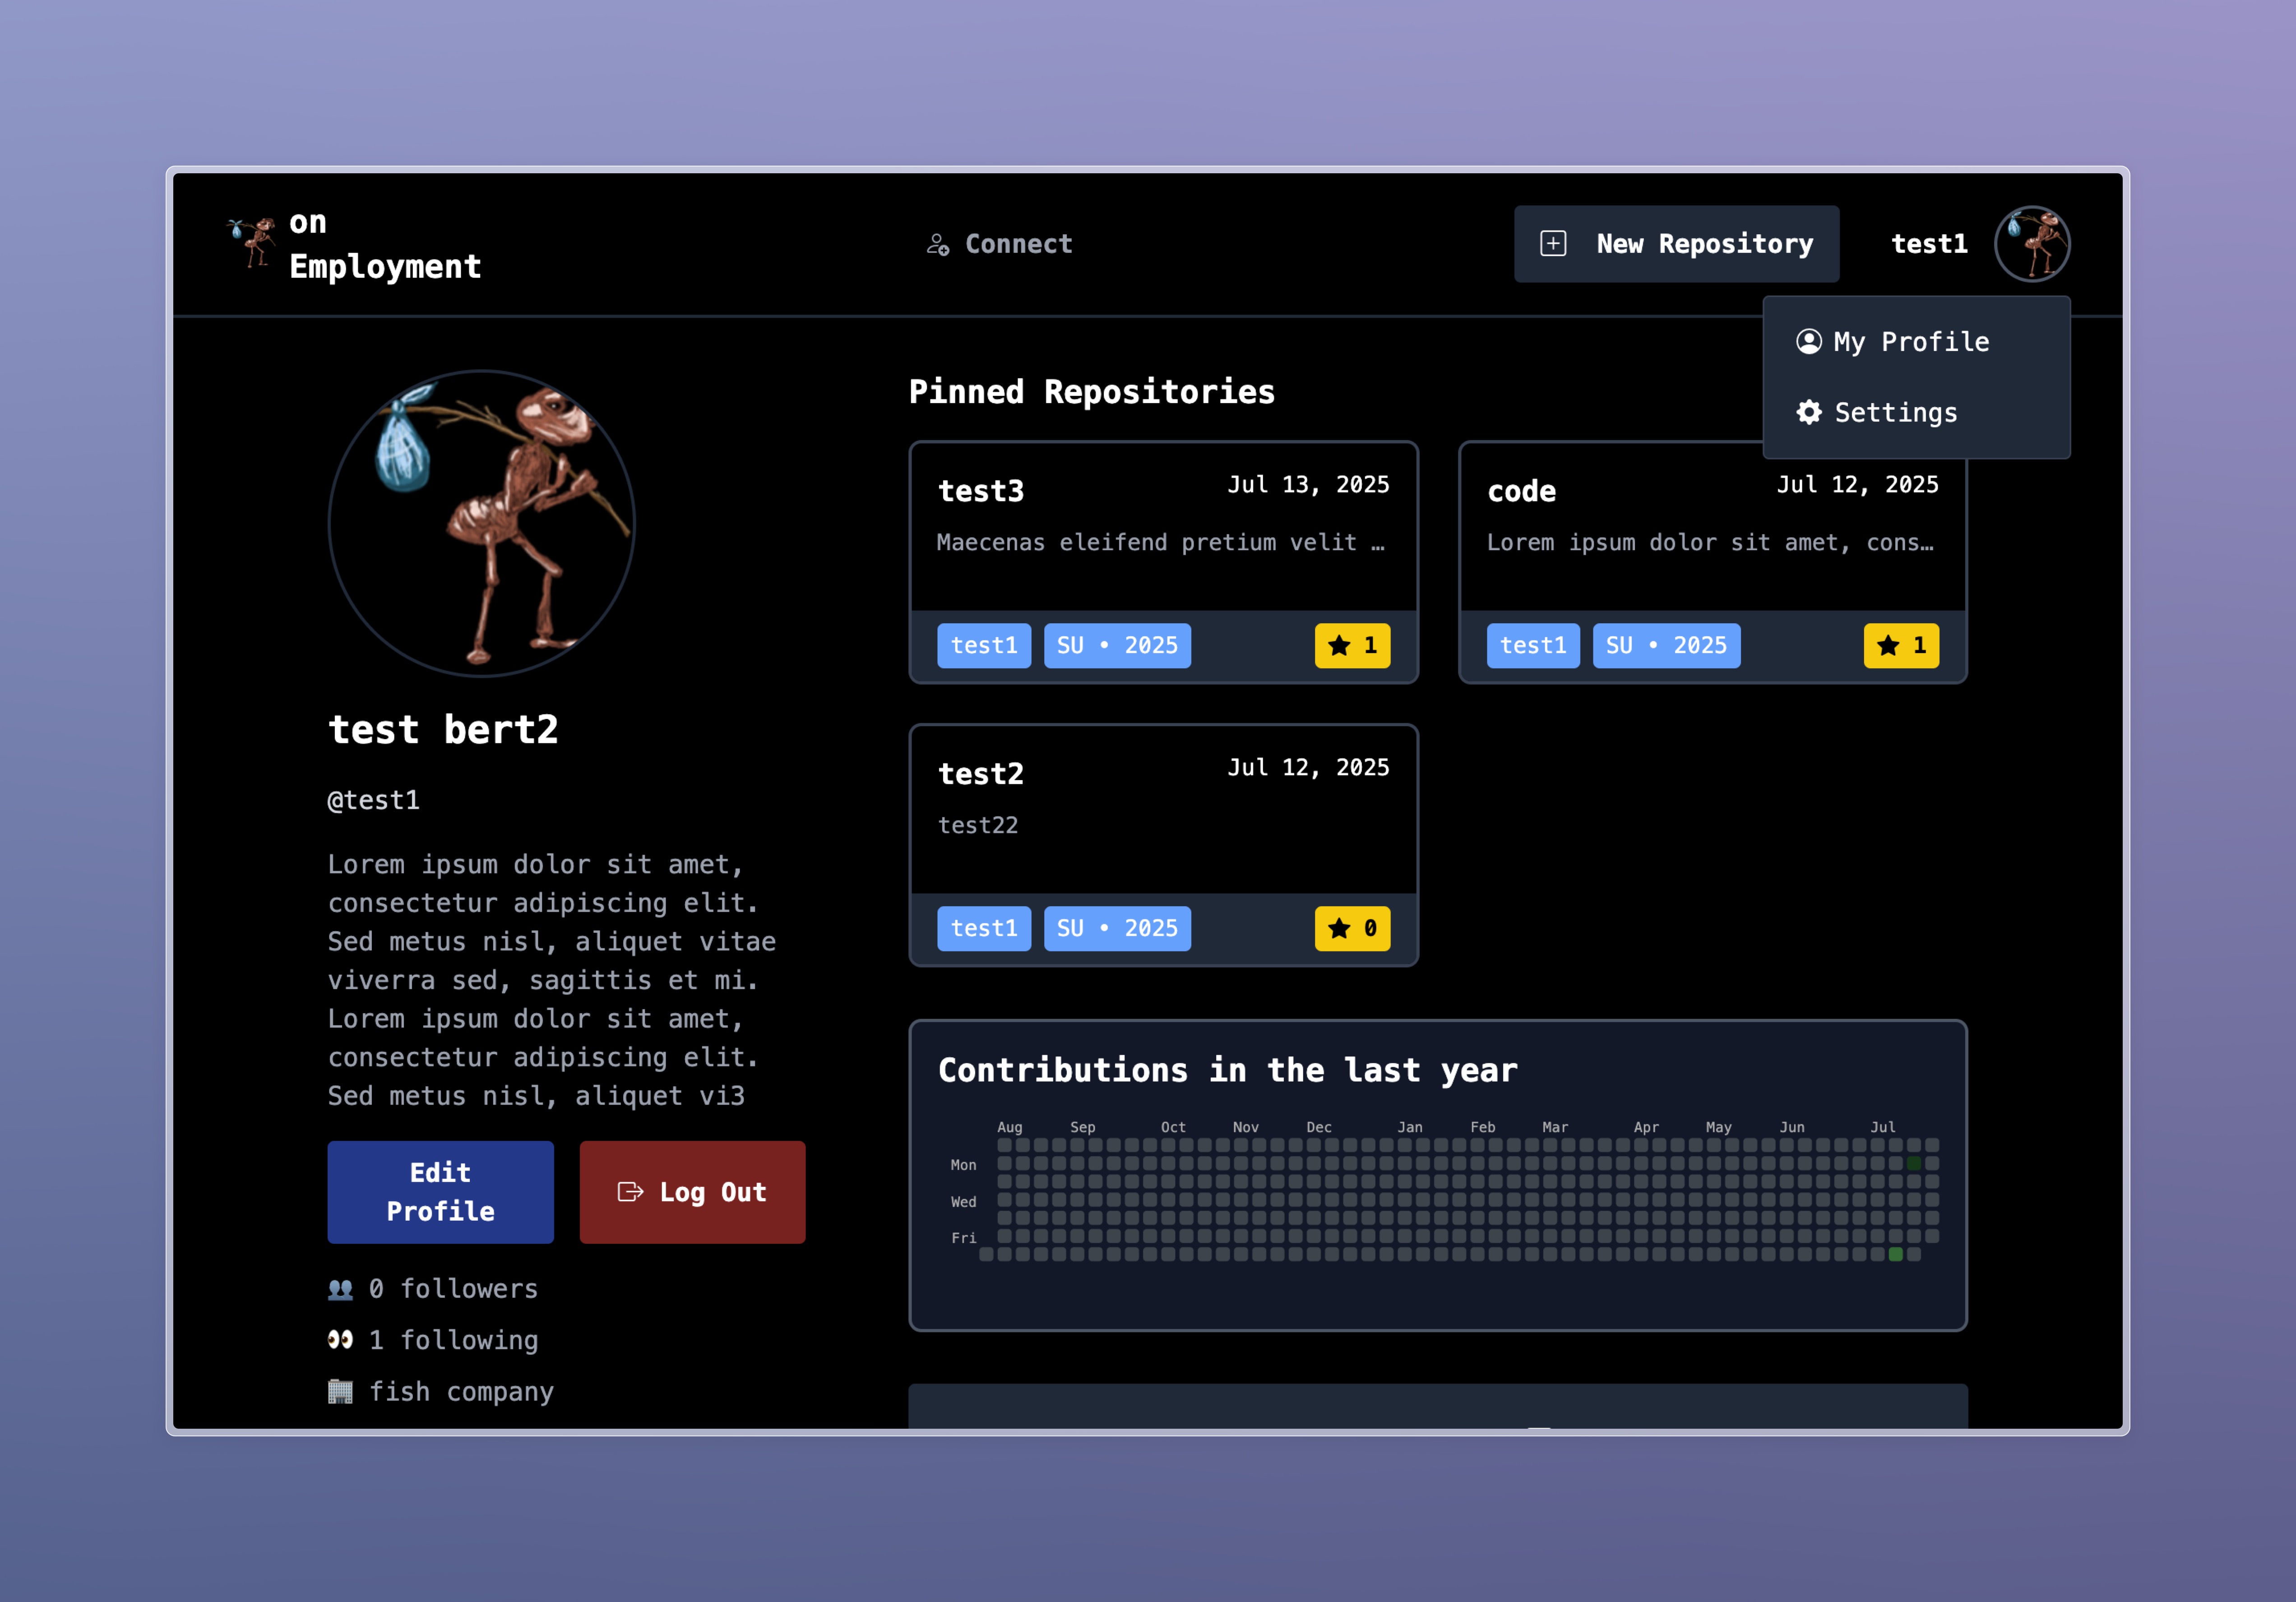 on
Employment
Connect
New Repository
test1
My Profile
Settings
test bert2
@test1
Lorem ipsum dolor sit amet,
consectetur adipiscing elit.
Sed metus nisl, aliquet vitae
viverra sed, sagittis et mi.
Lorem ipsum dolor sit amet,
consectetur adipiscing elit.
Sed metus nisl, aliquet vi3
Edit
Profile
Log Out
0 followers
1 following
fish company
Pinned Repositories
test3
Jul 13, 2025
Maecenas eleifend pretium velit …
test1
SU • 2025
1
code
Jul 12, 2025
Lorem ipsum dolor sit amet, cons…
test1
SU • 2025
1
test2
Jul 12, 2025
test22
test1
SU • 2025
0
Contributions in the last year
Aug Sep Oct Nov Dec Jan Feb Mar Apr May Jun Jul
Mon
Wed
Fri